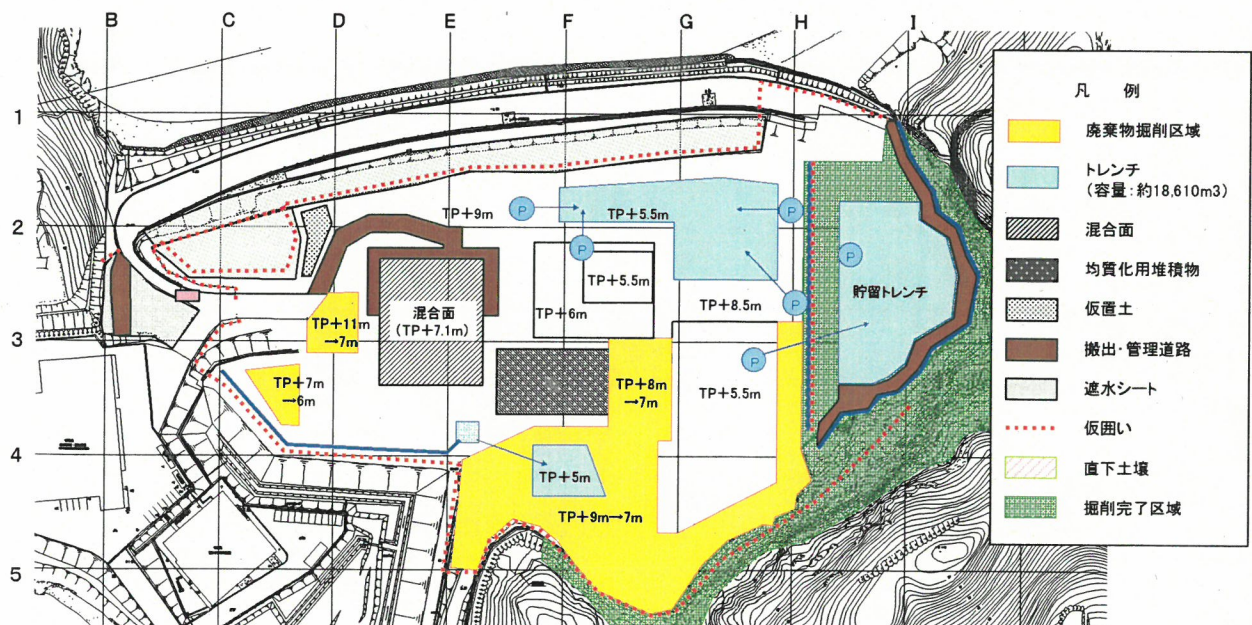 B C D E F G H I
1
2
3
4
5
TP+9m
TP+5.5m
P
P
P
P
P
P
TP+5.5m
TP+6m
TP+8.5m
貯留トレンチ
混合面
(TP+7.1m)
TP+11m
→7m
TP+7m
→6m
TP+8m
→7m
TP+5.5m
TP+5m
TP+9m→7m
凡 例
廃棄物掘削区域
トレンチ
(容量:約18,610m3)
混合面
均質化用堆積物
仮置土
搬出・管理道路
遮水シート
仮囲い
直下土壌
掘削完了区域